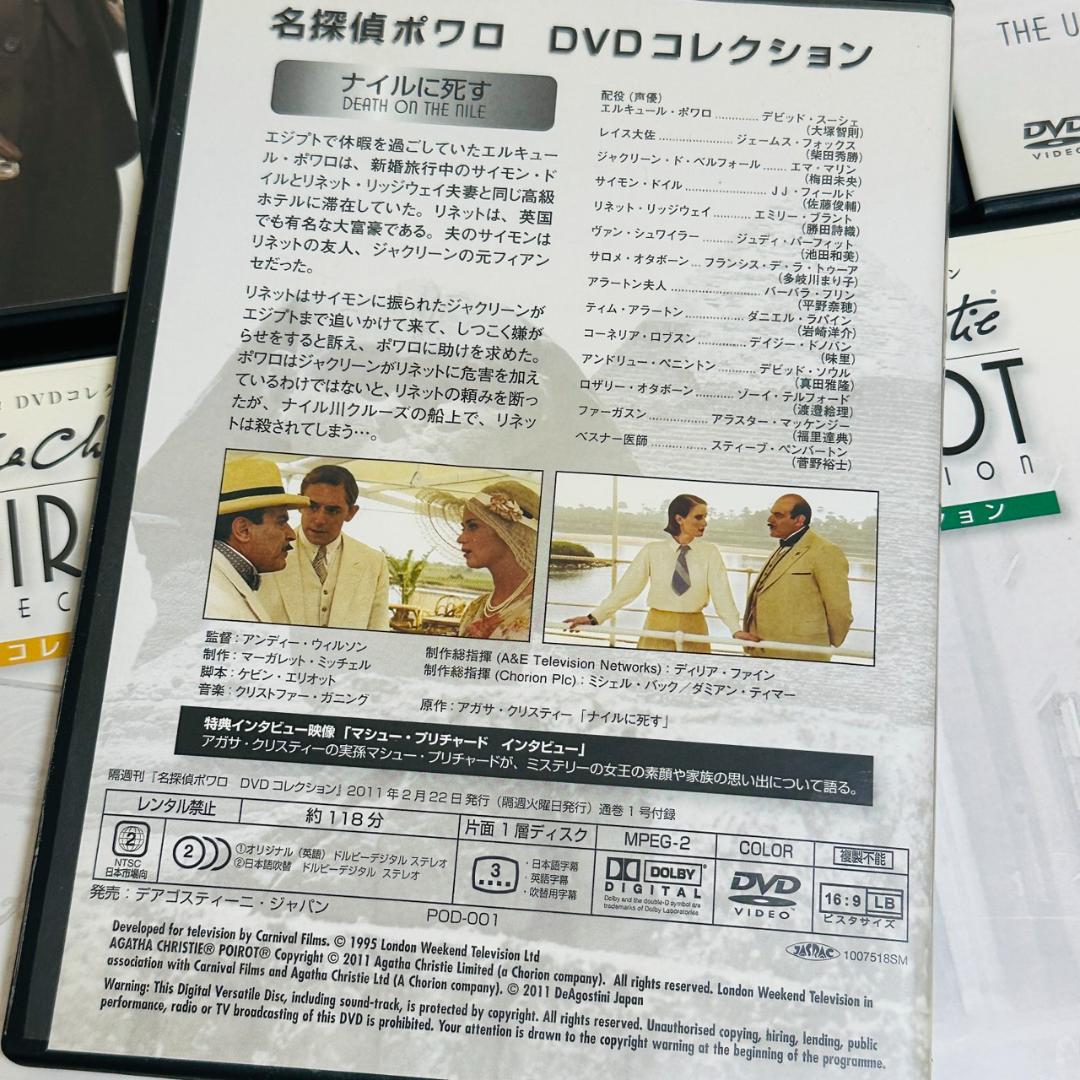 名探偵ポワロ DVDコレクション
ナイルに死す
DEATH ON THE NILE
エジプトで休暇を過ごしていたエルキュー
ル・ポワロは、新婚旅行中のサイモン・ド
イルとリネット・リッジウェイ夫妻と同じ高級
ホテルに滞在していた。リネットは、英国
でも有名な大富豪である。夫のサイモンは
リネットの友人、ジャクリーンの元フィアン
セだった。
リネットはサイモンに振られたジャクリーンが
エジプトまで追いかけて来て、しつこく嫌が
らせをすると訴え、ポワロに助けを求めた。
ポワロはジャクリーンがリネットに危害を加え
ているわけではないと、リネットの頼みを断っ
たが、ナイル川クルーズの船上で、リネッ
トは殺されてしまう…。
配役(声優)
エルキュール・ポワロ ............ デビッド・スーシェ
(大塚智則)
レイス大佐 .................... ジェームス・フォックス
(柴田秀勝)
ジャクリーン・ド・ベルフォール ....... エマ・マリン
(梅田未央)
サイモン・ドイル ...................... JJ・フィールド
(佐藤俊輔)
リネット・リッジウェイ ........... エミリー・ブラント
(勝田詩織)
ヴァン・シュワイラー ......... ジュディ・パーフィット
(池田和美)
サロメ・オタボーン ... フランシス・デ・ラ・トゥーア
(多岐川まり子)
アラートン夫人 ......................... バーバラ・フリン
(平野奈穂)
ティム・アラートン ............... ダニエル・ラパイン
(岩崎洋介)
コーネリア・ロブスン ............... デイジー・ドノバン
(味里)
アンドリュー・ペニントン ........... デビッド・ソウル
(真田雅隆)
ロザリー・オタボーン ............ ゾーイ・テルフォード
(渡邉絵理)
ファーガスン .................. アラスター・マッケンジー
(福里達典)
ベスナー医師 ................. スティーブ・ペンバートン
(菅野裕士)
監督：アンディー・ウィルソン
制作：マーガレット・ミッチェル
脚本：ケビン・エリオット
音楽：クリストファー・ガニング
制作総指揮 (A&E Television Networks)：ディリア・ファイン
制作総指揮 (Chorion Plc)：ミシェル・バック／ダミアン・ティマー
原作：アガサ・クリスティー「ナイルに死す」
特典インタビュー映像「マシュー・プリチャード インタビュー」
アガサ・クリスティーの実孫マシュー・プリチャードが、ミステリーの女王の素顔や家族の思い出について語る。
隔週刊『名探偵ポワロ DVDコレクション』2011年2月22日発行（隔週火曜日発行）通巻1号付録
レンタル禁止
約118分
片面1層ディスク
MPEG-2
COLOR
複製不能
2
NTSC
日本市場向
2
①オリジナル（英語）ドルビーデジタル ステレオ
②日本語吹替 ドルビーデジタル ステレオ
3
・日本語字幕
・英語字幕
・吹替用字幕
DOLBY
DIGITAL
Dolby and the double-D symbol are
trademarks of Dolby Laboratories
DVD
VIDEO
16:9 LB
ビスタサイズ
発売：デアゴスティーニ・ジャパン
POD-001
JASRAC
1007518SM
Developed for television by Carnival Films. © 1995 London Weekend Television Ltd
AGATHA CHRISTIE® POIROT® Copyright © 2011 Agatha Christie Limited (a Chorion company). All rights reserved. London Weekend Television in
association with Carnival Films and Agatha Christie Ltd (A Chorion company). © 2011 DeAgostini Japan
Warning: This Digital Versatile Disc, including sound-track, is protected by copyright. All rights reserved. Unauthorised copying, hiring, lending, public
performance, radio or TV broadcasting of this DVD is prohibited. Your attention is drawn to the copyright warning at the beginning of the programme.
THE U
DVD
VIDEO
ン
tie
OT
ion
ション
DVDコレ
a Ch
IR
EC
コレ